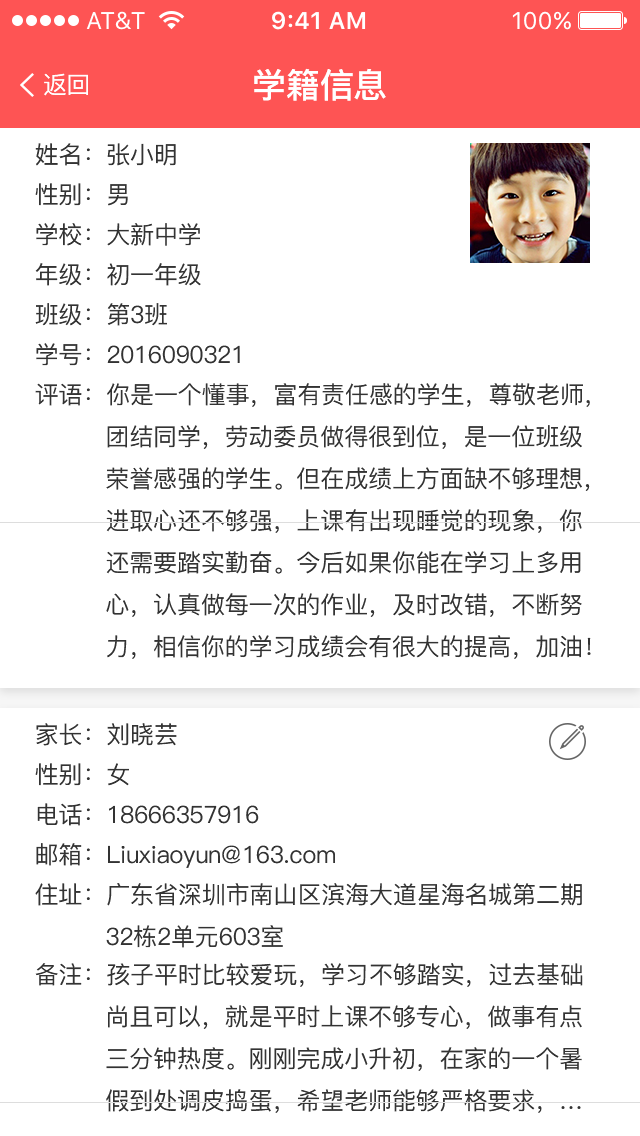 AT&T 9:41 AM 100%
返回 学籍信息
姓名：张小明
性别：男
学校：大新中学
年级：初一年级
班级：第3班
学号：2016090321
评语：你是一个懂事，富有责任感的学生，尊敬老师，
团结同学，劳动委员做得很到位，是一位班级
荣誉感强的学生。但在成绩上方面缺不够理想，
进取心还不够强，上课有出现睡觉的现象，你
还需要踏实勤奋。今后如果你能在学习上多用
心，认真做每一次的作业，及时改错，不断努
力，相信你的学习成绩会有很大的提高，加油！
家长：刘晓芸
性别：女
电话：18666357916
邮箱：Liuxiaoyun@163.com
住址：广东省深圳市南山区滨海大道星海名城第二期
32栋2单元603室
备注：孩子平时比较爱玩，学习不够踏实，过去基础
尚且可以，就是平时上课不够专心，做事有点
三分钟热度。刚刚完成小升初，在家的一个暑
假到处调皮捣蛋，希望老师能够严格要求，...